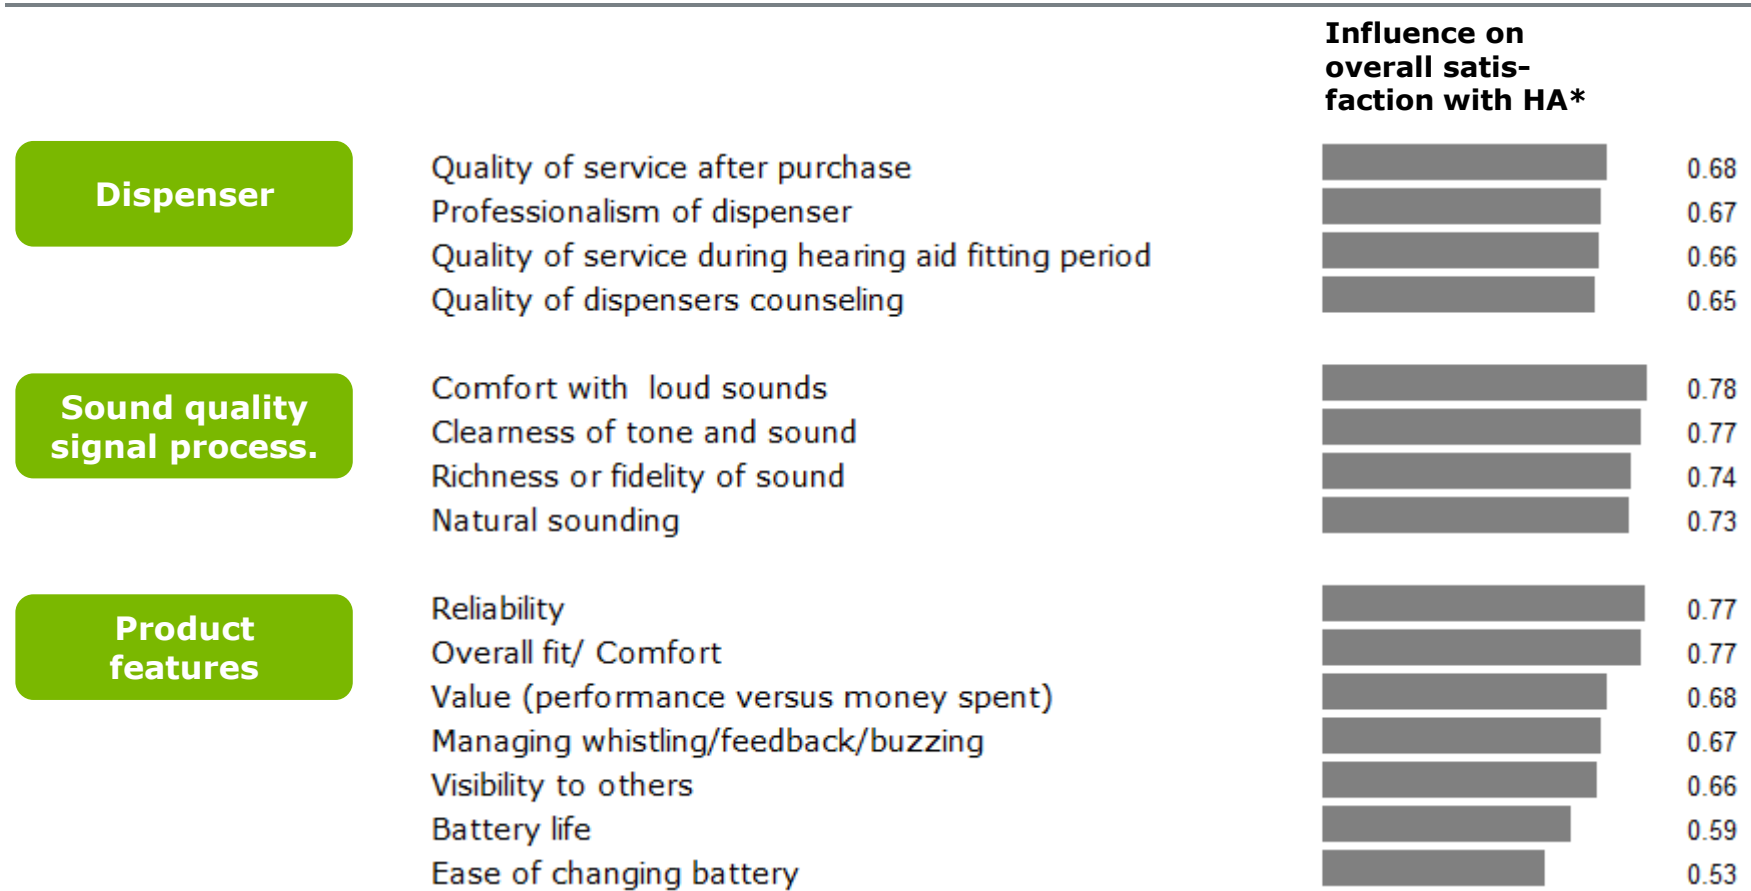 Influence on
overall satis-
faction with HA*
Dispenser
Quality of service after purchase 0.68
Professionalism of dispenser 0.67
Quality of service during hearing aid fitting period 0.66
Quality of dispensers counseling 0.65
Sound quality
signal process.
Comfort with loud sounds 0.78
Clearness of tone and sound 0.77
Richness or fidelity of sound 0.74
Natural sounding 0.73
Product
features
Reliability 0.77
Overall fit/ Comfort 0.77
Value (performance versus money spent) 0.68
Managing whistling/feedback/buzzing 0.67
Visibility to others 0.66
Battery life 0.59
Ease of changing battery 0.53